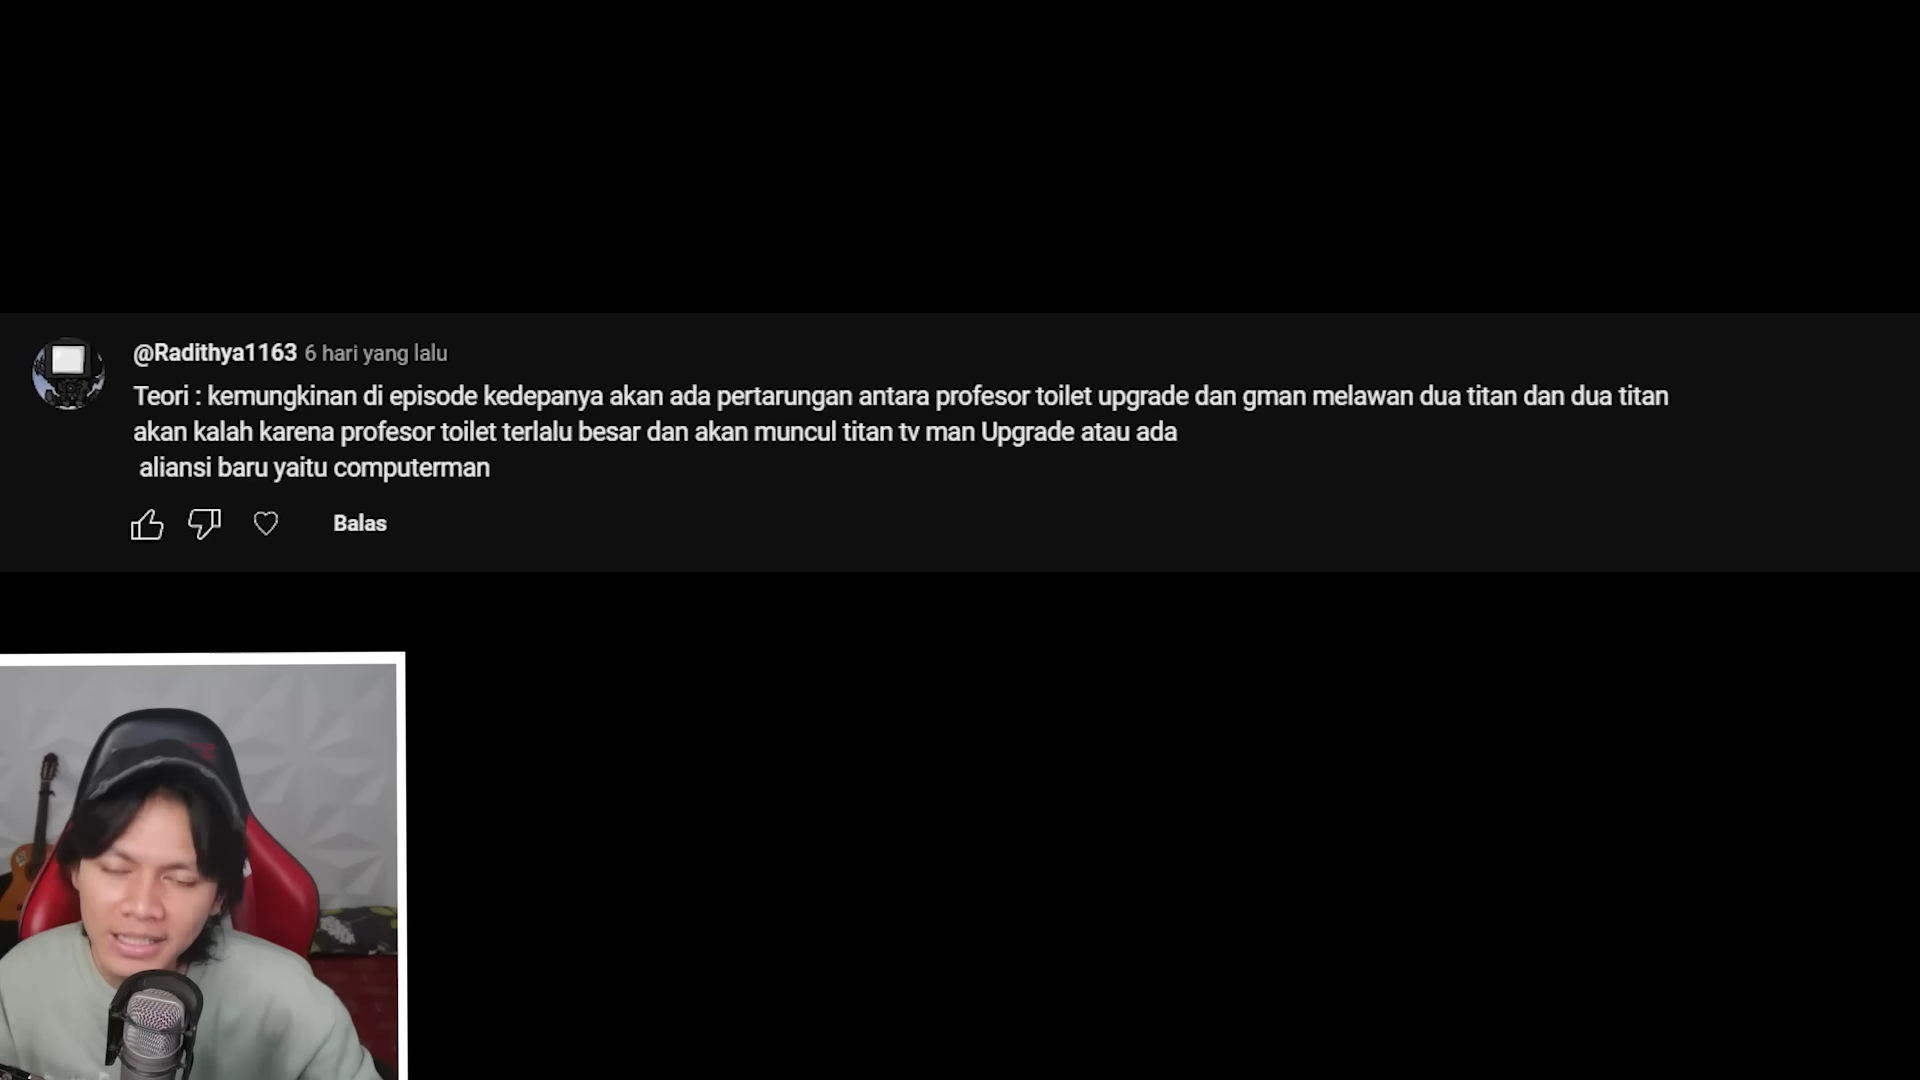 @Radithya1163 6 hari yang lalu
Teori : kemungkinan di episode kedepanya akan ada pertarungan antara profesor toilet upgrade dan gman melawan dua titan dan dua titan
akan kalah karena profesor toilet terlalu besar dan akan muncul titan tv man Upgrade atau ada
aliansi baru yaitu computerman
Balas